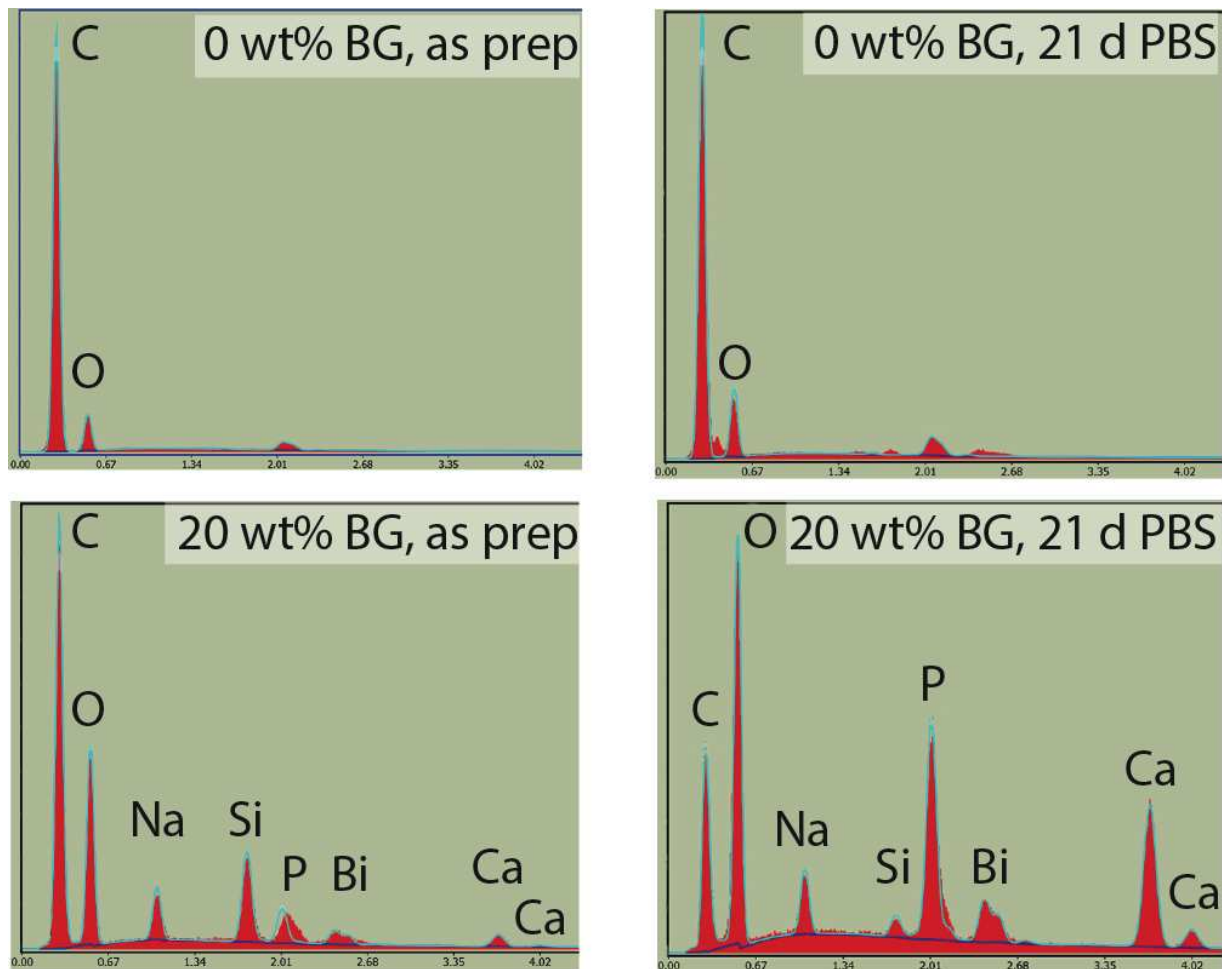 C
0 wt% BG, as prep
O
0.00 0.67 1.34 2.01 2.68 3.35 4.02
C
0 wt% BG, 21 d PBS
O
0.00 0.67 1.34 2.01 2.68 3.35 4.02
C
20 wt% BG, as prep
O
Na
Si
P
Bi
Ca
Ca
0.00 0.67 1.34 2.01 2.68 3.35 4.02
O
20 wt% BG, 21 d PBS
C
P
Na
Si
Bi
Ca
Ca
0.00 0.67 1.34 2.01 2.68 3.35 4.02